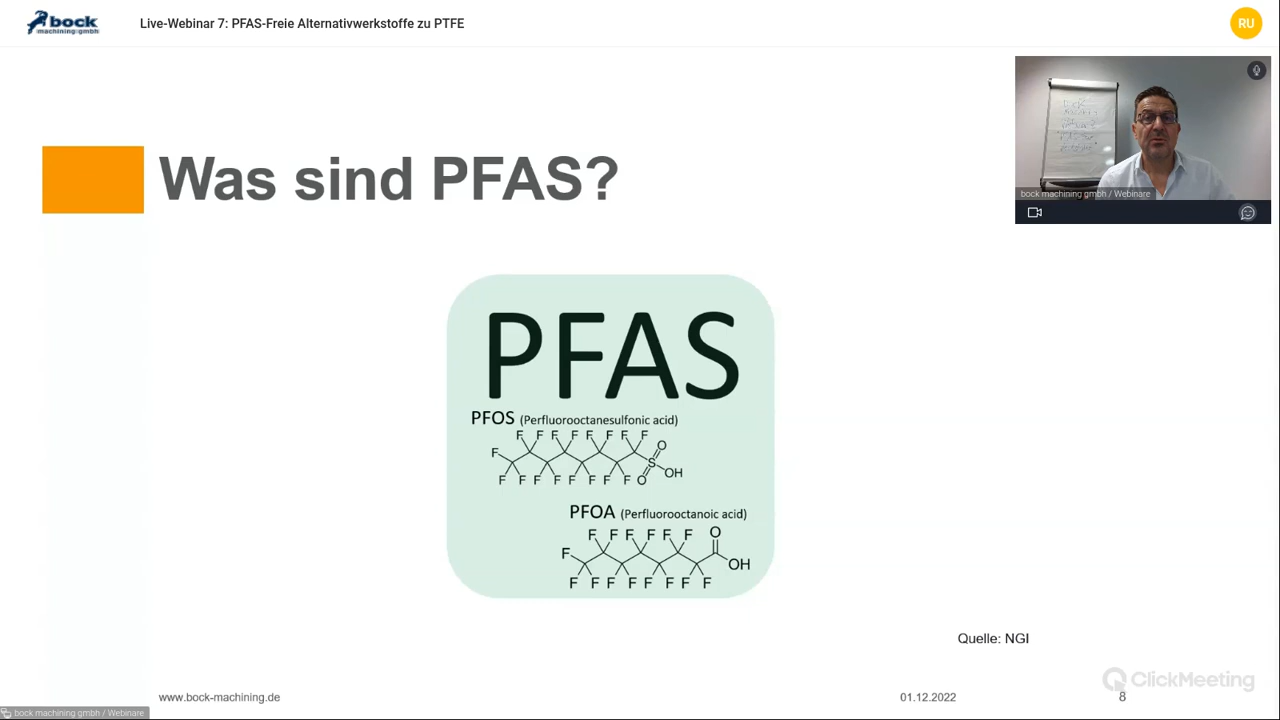 bock
machining gmbh
Live-Webinar 7: PFAS-Freie Alternativwerkstoffe zu PTFE
RU
bock machining gmbh / Webinare
Was sind PFAS?
PFAS
PFOS (Perfluorooctanesulfonic acid)
F F F F F F F F
F
O
S
OH
F F F F F F F F O
PFOA (Perfluorooctanoic acid)
F F F F F F O
F
OH
F F F F F F F F
Quelle: NGI
ClickMeeting
www.bock-machining.de
01.12.2022
8
bock machining gmbh / Webinare